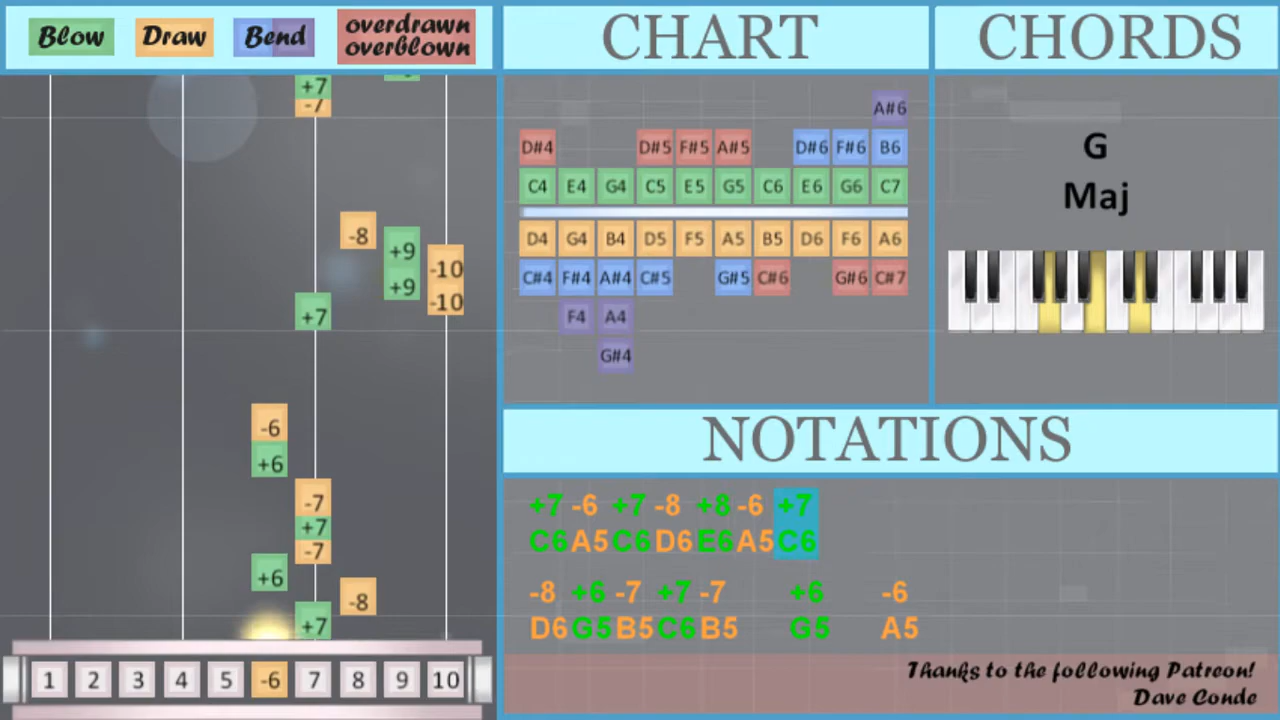 Blow Draw Bend overdrawn
overblown
CHART
CHORDS
+7
-7
-8
+9
-10
+9
-10
+7
-6
+6
-7
+7
-7
+6
-8
+7
1 2 3 4 5 -6 7 8 9 10
A#6
D#4 D#5 F#5 A#5 D#6 F#6 B6
C4 E4 G4 C5 E5 G5 C6 E6 G6 C7
D4 G4 B4 D5 F5 A5 B5 D6 F6 A6
C#4 F#4 A#4 C#5 G#5 C#6 G#6 C#7
F4 A4
G#4
G
Maj
NOTATIONS
+7 -6 +7 -8 +8 -6 +7
C6 A5 C6 D6 E6 A5 C6
-8 +6 -7 +7 -7 +6 -6
D6 G5 B5 C6 B5 G5 A5
Thanks to the following Patreon!
Dave Conde